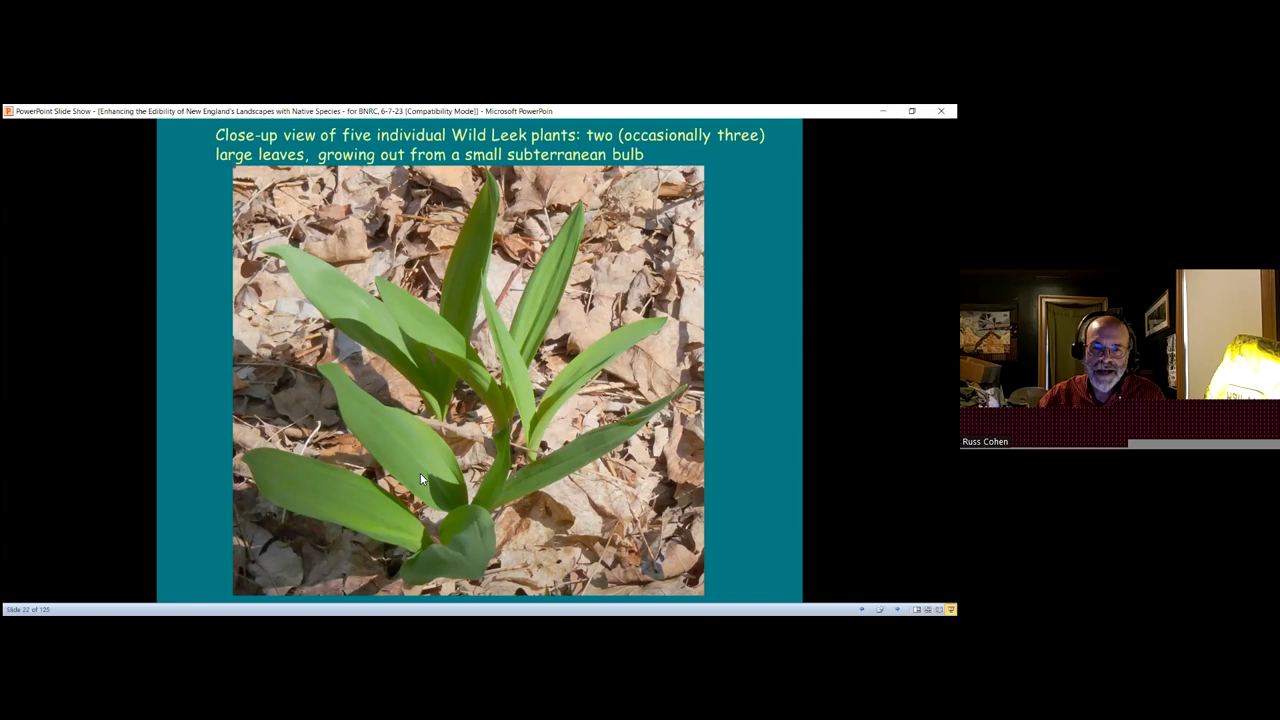 PowerPoint Slide Show - [Enhancing the Edibility of New England's Landscapes with Native Species - for BNRC, 6-7-23 [Compatibility Mode]] - Microsoft PowerPoin
Close-up view of five individual Wild Leek plants: two (occasionally three)
large leaves, growing out from a small subterranean bulb
Russ Cohen
Slide 22 of 125